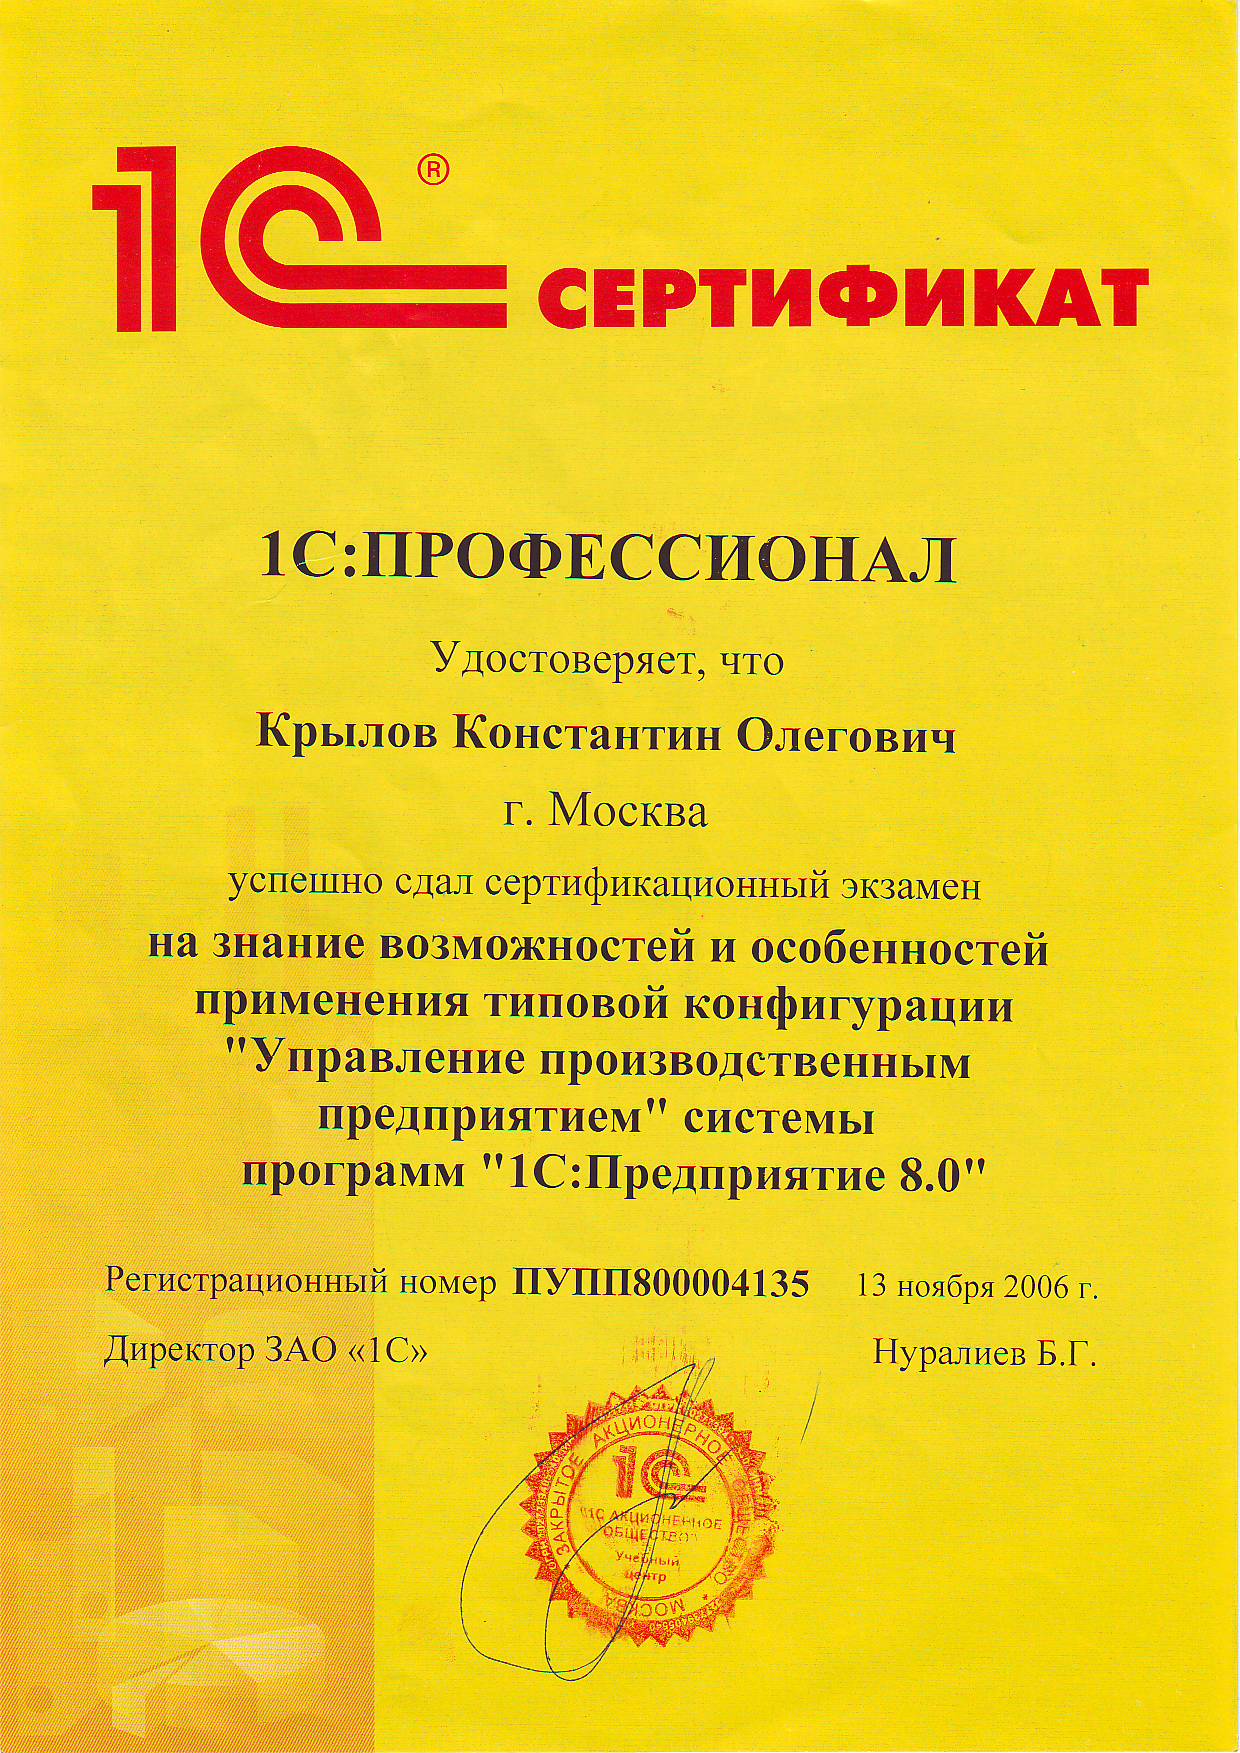 1С® СЕРТИФИКАТ
1С:ПРОФЕССИОНАЛ
Удостоверяет, что
Крылов Константин Олегович
г. Москва
успешно сдал сертификационный экзамен
на знание возможностей и особенностей
применения типовой конфигурации
"Управление производственным
предприятием" системы
программ "1С:Предприятие 8.0"
Регистрационный номер ПУПП800004135 13 ноября 2006 г.
Директор ЗАО «1С» Нуралиев Б.Г.
ЗАКРЫТОЕ АКЦИОНЕРНОЕ ОБЩЕСТВО
1С
"1С АКЦИОНЕРНОЕ
ОБЩЕСТВО"
Учебный
центр
МОСКВА